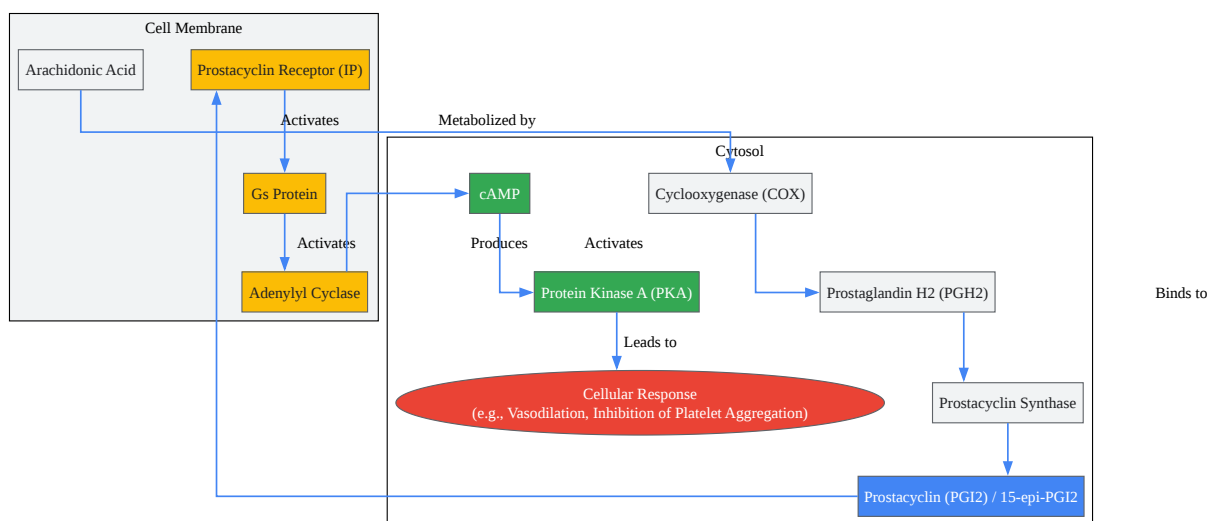 Cell Membrane
Arachidonic Acid
Prostacyclin Receptor (IP)
Activates
Metabolized by
Cytosol
Gs Protein
cAMP
Cyclooxygenase (COX)
Activates
Produces
Activates
Adenylyl Cyclase
Protein Kinase A (PKA)
Prostaglandin H2 (PGH2)
Binds to
Leads to
Cellular Response
(e.g., Vasodilation, Inhibition of Platelet Aggregation)
Prostacyclin Synthase
Prostacyclin (PGI2) / 15-epi-PGI2